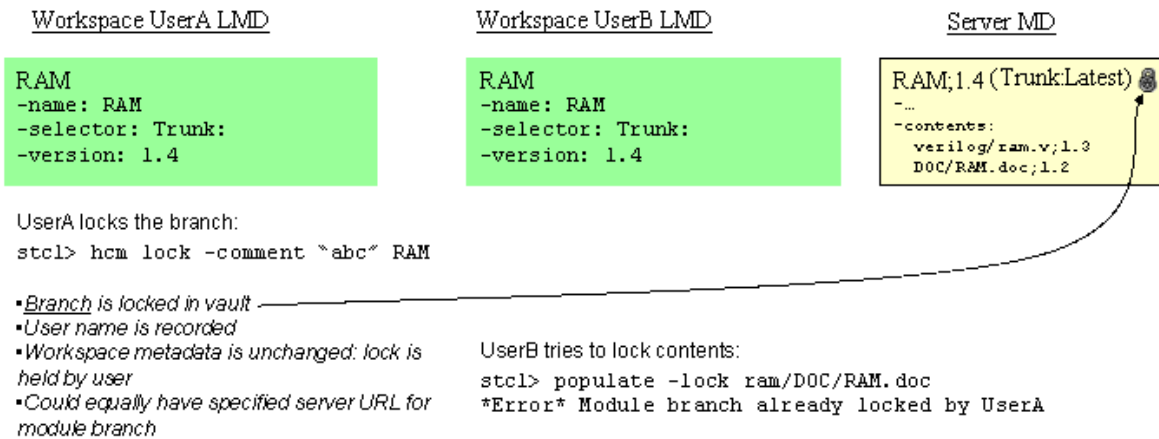 Workspace UserA LMD
Workspace UserB LMD
Server MD
RAM
-name: RAM
-selector: Trunk:
-version: 1.4
RAM
-name: RAM
-selector: Trunk:
-version: 1.4
RAM;1.4 (Trunk:Latest)
-...
-contents:
verilog/ram.v;1.3
DOC/RAM.doc;1.2
UserA locks the branch:
stcl> hcm lock -comment "abc" RAM
▪Branch is locked in vault
▪User name is recorded
▪Workspace metadata is unchanged: lock is
held by user
▪Could equally have specified server URL for
module branch
UserB tries to lock contents:
stcl> populate -lock ram/DOC/RAM.doc
*Error* Module branch already locked by UserA